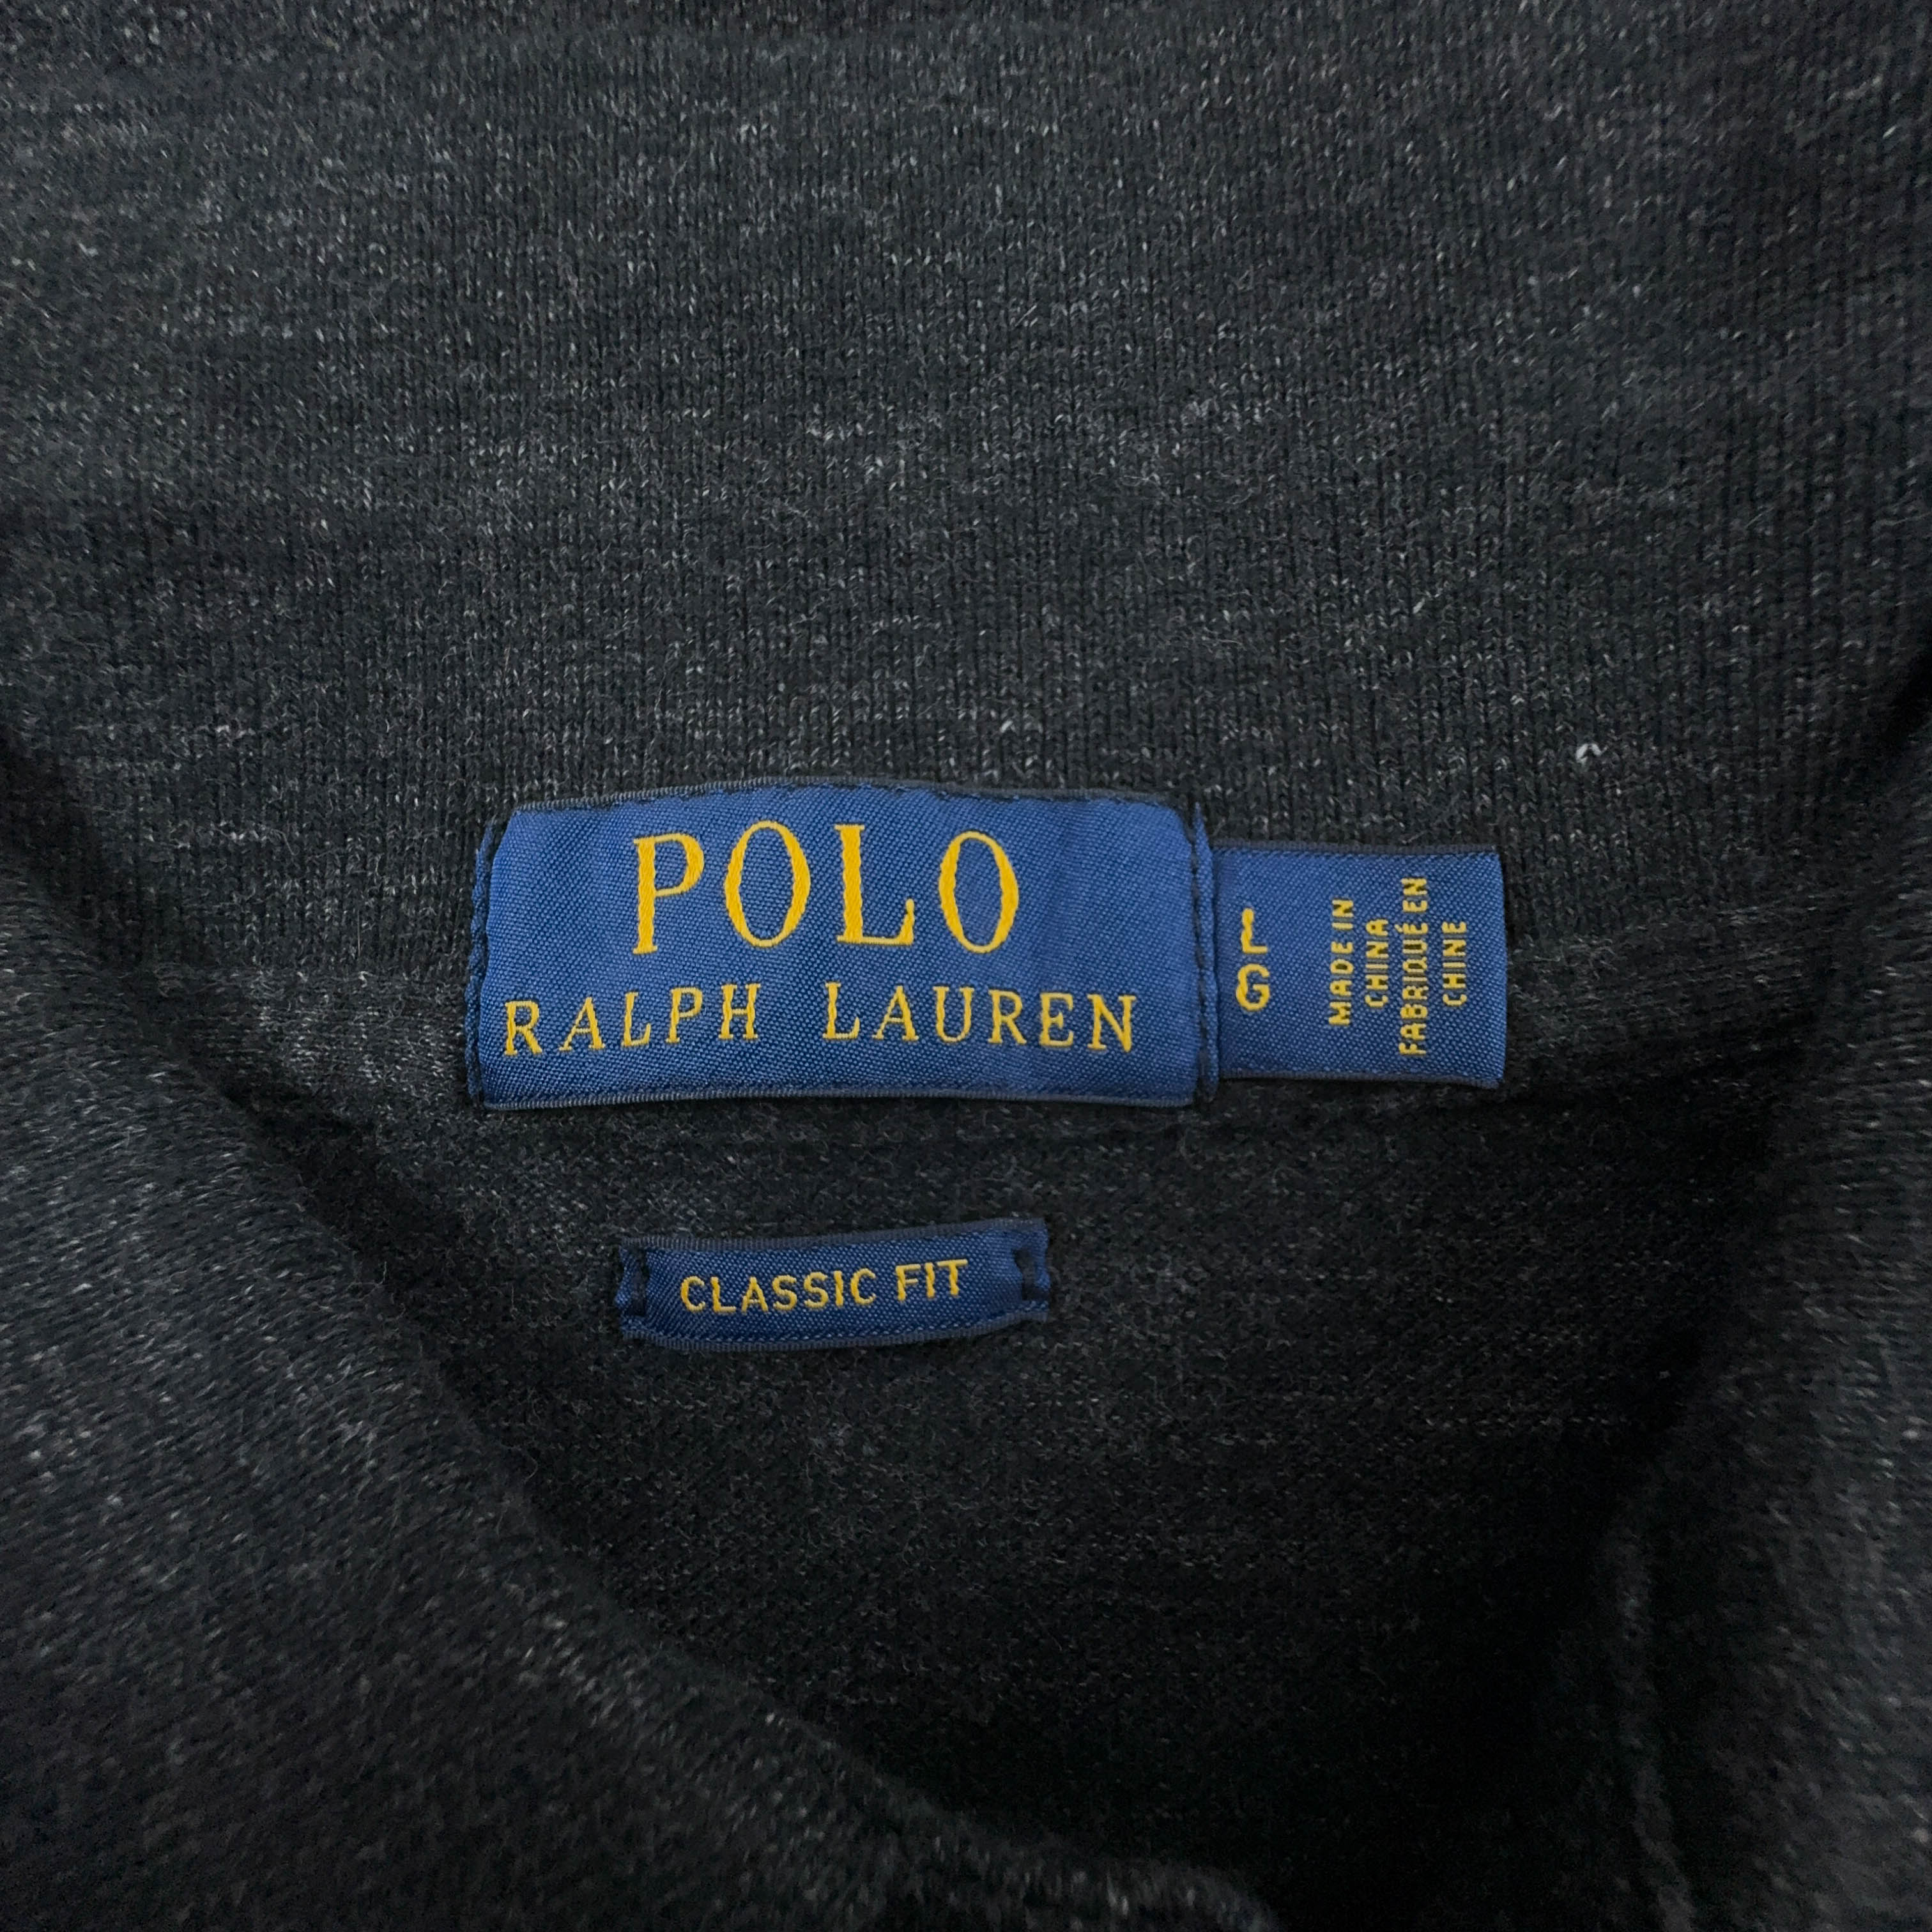 POLO
RALPH LAUREN
L
G
MADE IN
CHINA
FABRIQUÉ EN
CHINE
CLASSIC FIT